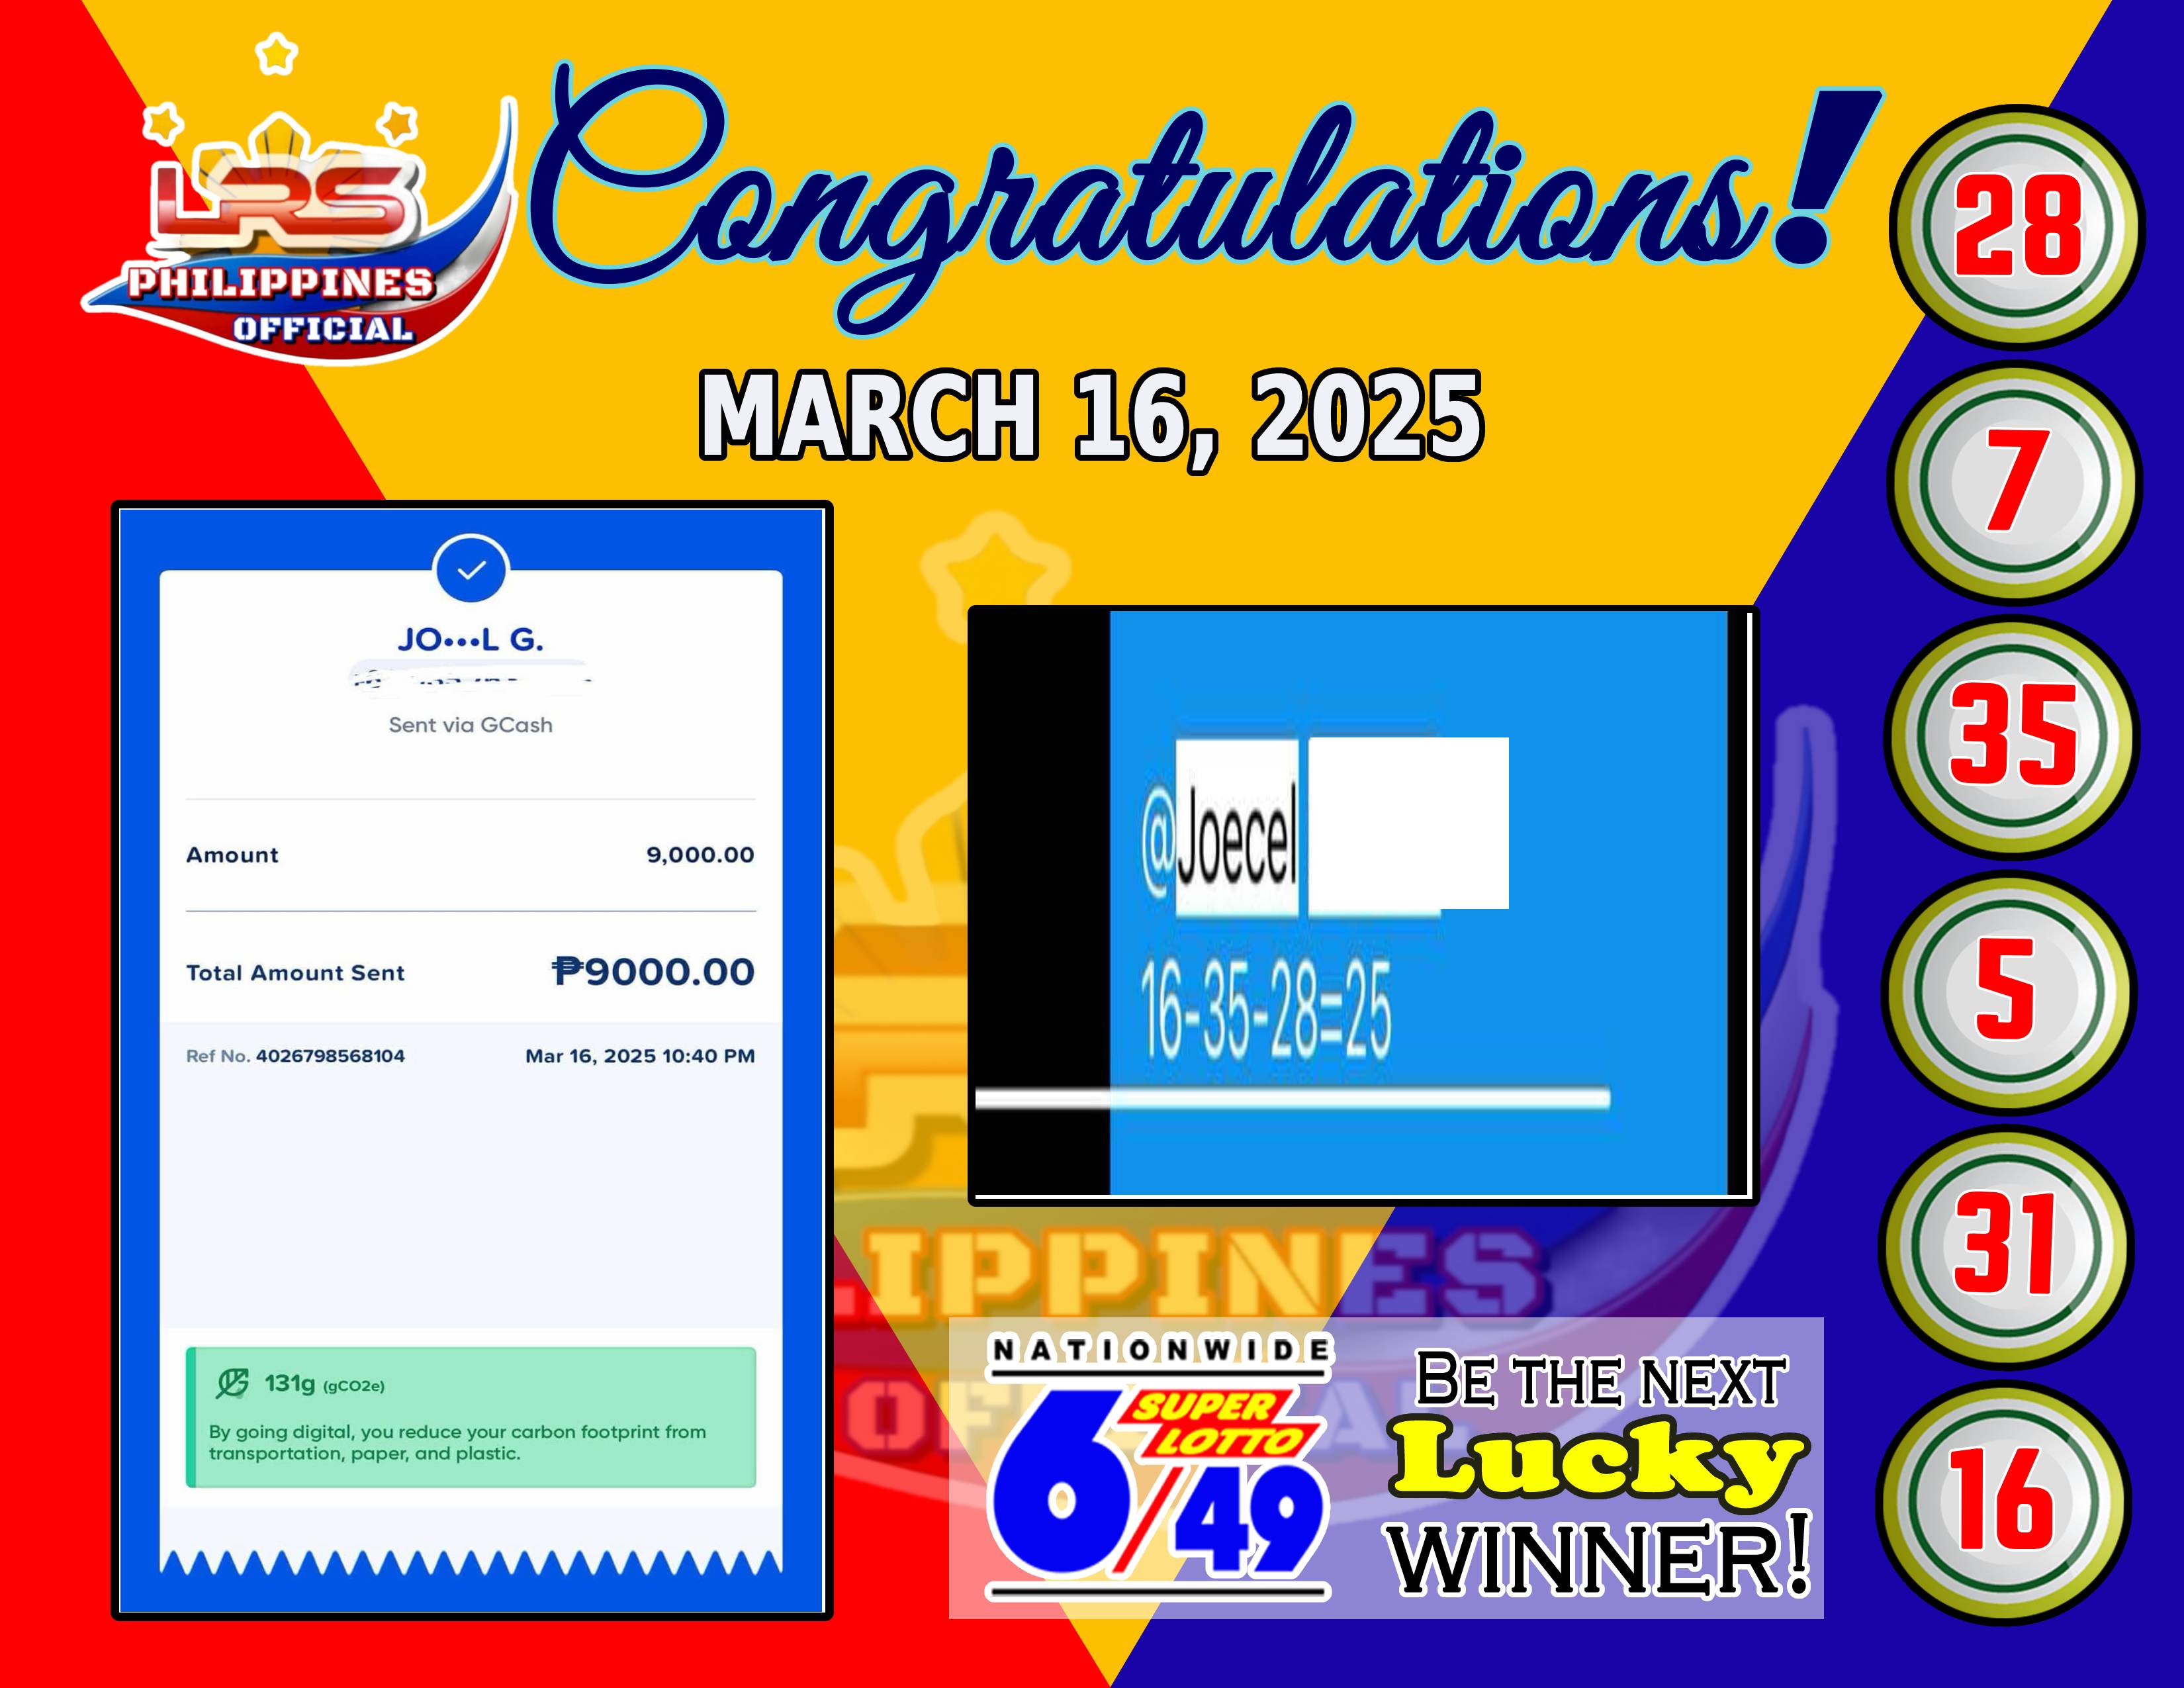 LRS
PHILIPPINES
OFFICIAL
Congratulations!
MARCH 16, 2025
JO•••L G.
Sent via GCash
Amount 9,000.00
Total Amount Sent ₱9000.00
Ref No. 4026798568104 Mar 16, 2025 10:40 PM
131g (gCO2e)
By going digital, you reduce your carbon footprint from
transportation, paper, and plastic.
@Joecel
16-35-28=25
IPPINES
NATIONWIDE
SUPER
LOTTO
6/49
BE THE NEXT
Lucky
WINNER!
28
7
35
5
31
16